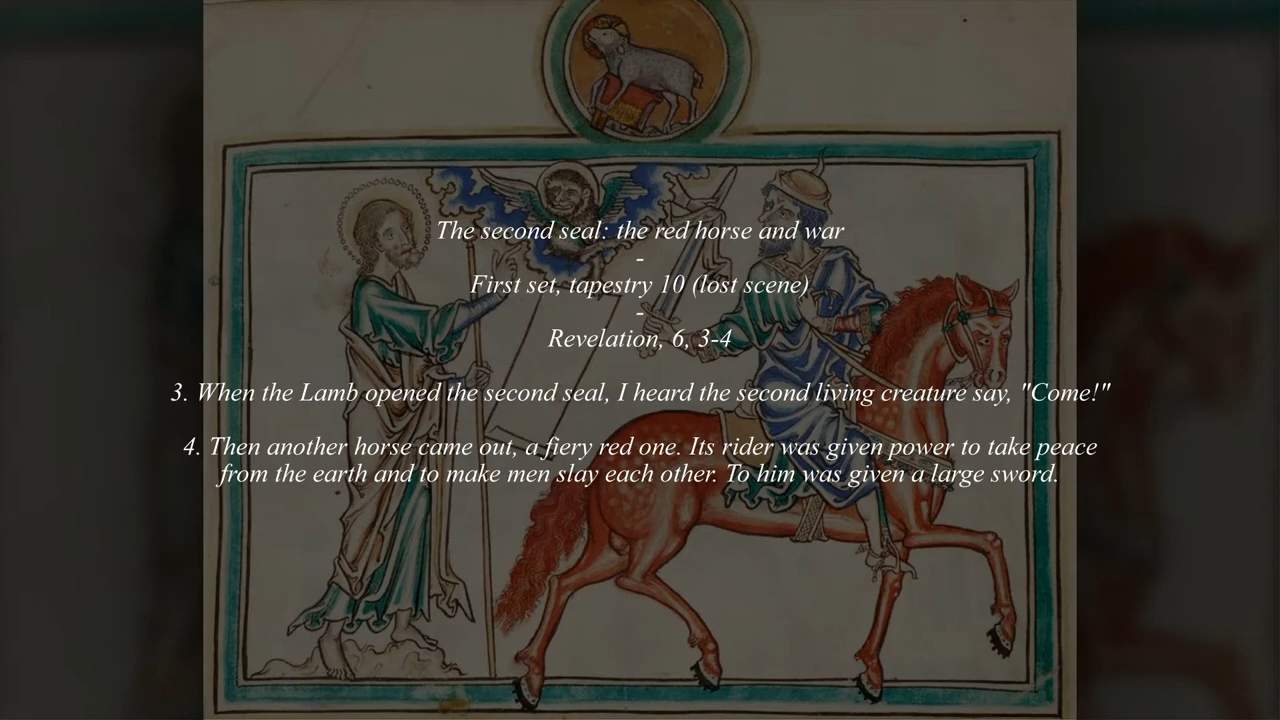 The second seal: the red horse and war
-
First set, tapestry 10 (lost scene)
-
Revelation, 6, 3-4
3. When the Lamb opened the second seal, I heard the second living creature say, "Come!"
4. Then another horse came out, a fiery red one. Its rider was given power to take peace
from the earth and to make men slay each other. To him was given a large sword.